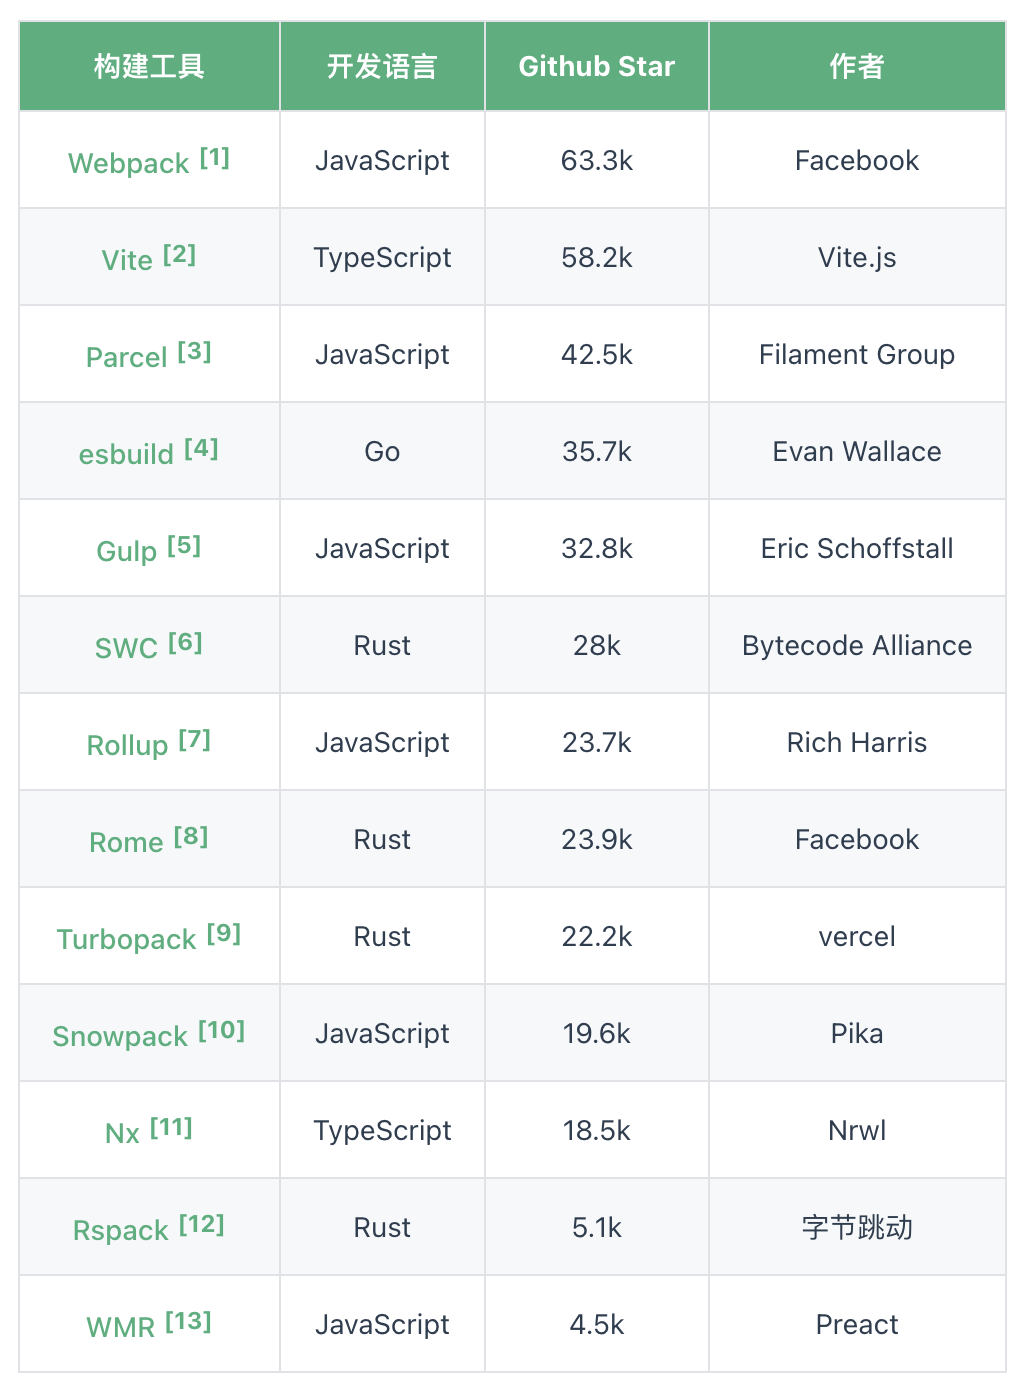 构建工具 开发语言 Github Star 作者
Webpack [1] JavaScript 63.3k Facebook
Vite [2] TypeScript 58.2k Vite.js
Parcel [3] JavaScript 42.5k Filament Group
esbuild [4] Go 35.7k Evan Wallace
Gulp [5] JavaScript 32.8k Eric Schoffstall
SWC [6] Rust 28k Bytecode Alliance
Rollup [7] JavaScript 23.7k Rich Harris
Rome [8] Rust 23.9k Facebook
Turbopack [9] Rust 22.2k vercel
Snowpack [10] JavaScript 19.6k Pika
Nx [11] TypeScript 18.5k Nrwl
Rspack [12] Rust 5.1k 字节跳动
WMR [13] JavaScript 4.5k Preact